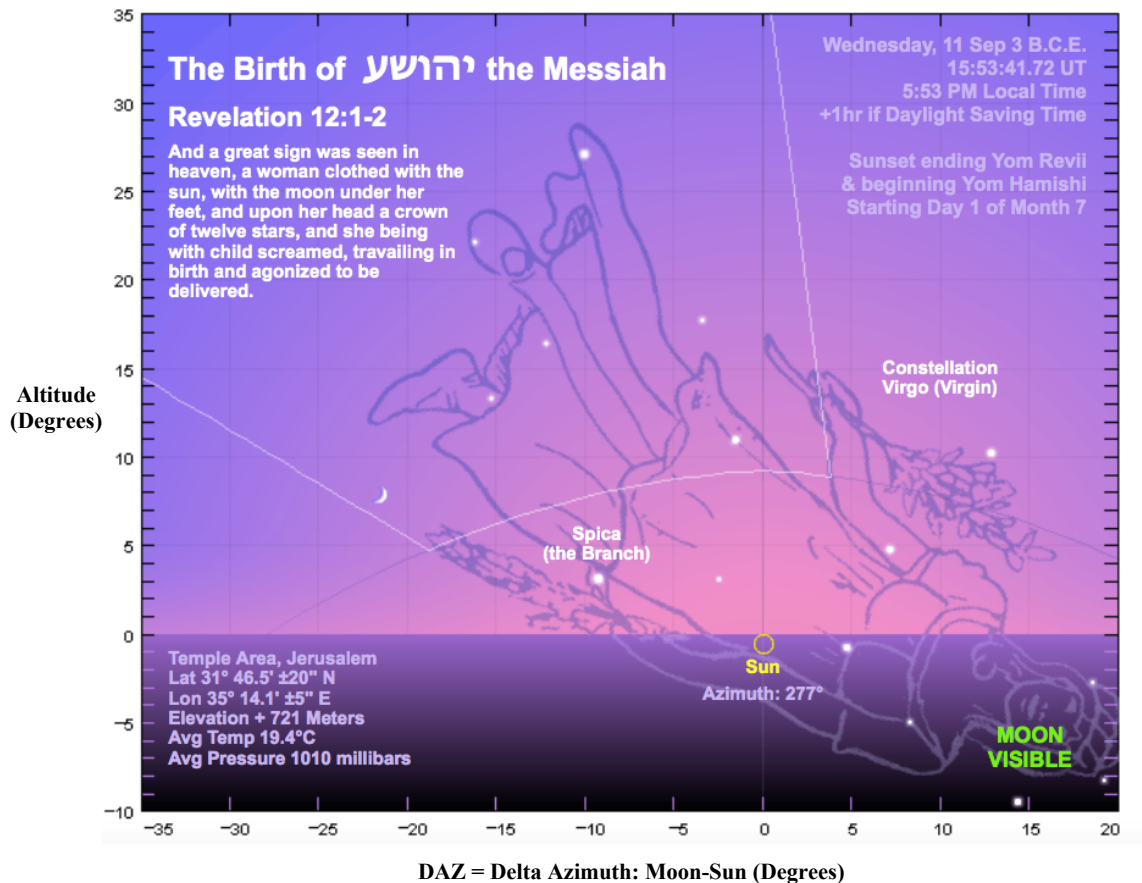 The Birth of יהושע the Messiah
Revelation 12:1-2
And a great sign was seen in
heaven, a woman clothed with the
sun, with the moon under her
feet, and upon her head a crown
of twelve stars, and she being
with child screamed, travailing in
birth and agonized to be
delivered.
Wednesday, 11 Sep 3 B.C.E.
15:53:41.72 UT
5:53 PM Local Time
+1hr if Daylight Saving Time
Sunset ending Yom Revii
& beginning Yom Hamishi
Starting Day 1 of Month 7
Constellation
Virgo (Virgin)
Spica
(the Branch)
Sun
Azimuth: 277°
MOON
VISIBLE
Temple Area, Jerusalem
Lat 31° 46.5' ±20" N
Lon 35° 14.1' ±5" E
Elevation + 721 Meters
Avg Temp 19.4°C
Avg Pressure 1010 millibars
Altitude
(Degrees)
35
30
25
20
15
10
5
0
−5
−10
−35 −30 −25 −20 −15 −10 −5 0 5 10 15 20
DAZ = Delta Azimuth: Moon-Sun (Degrees)